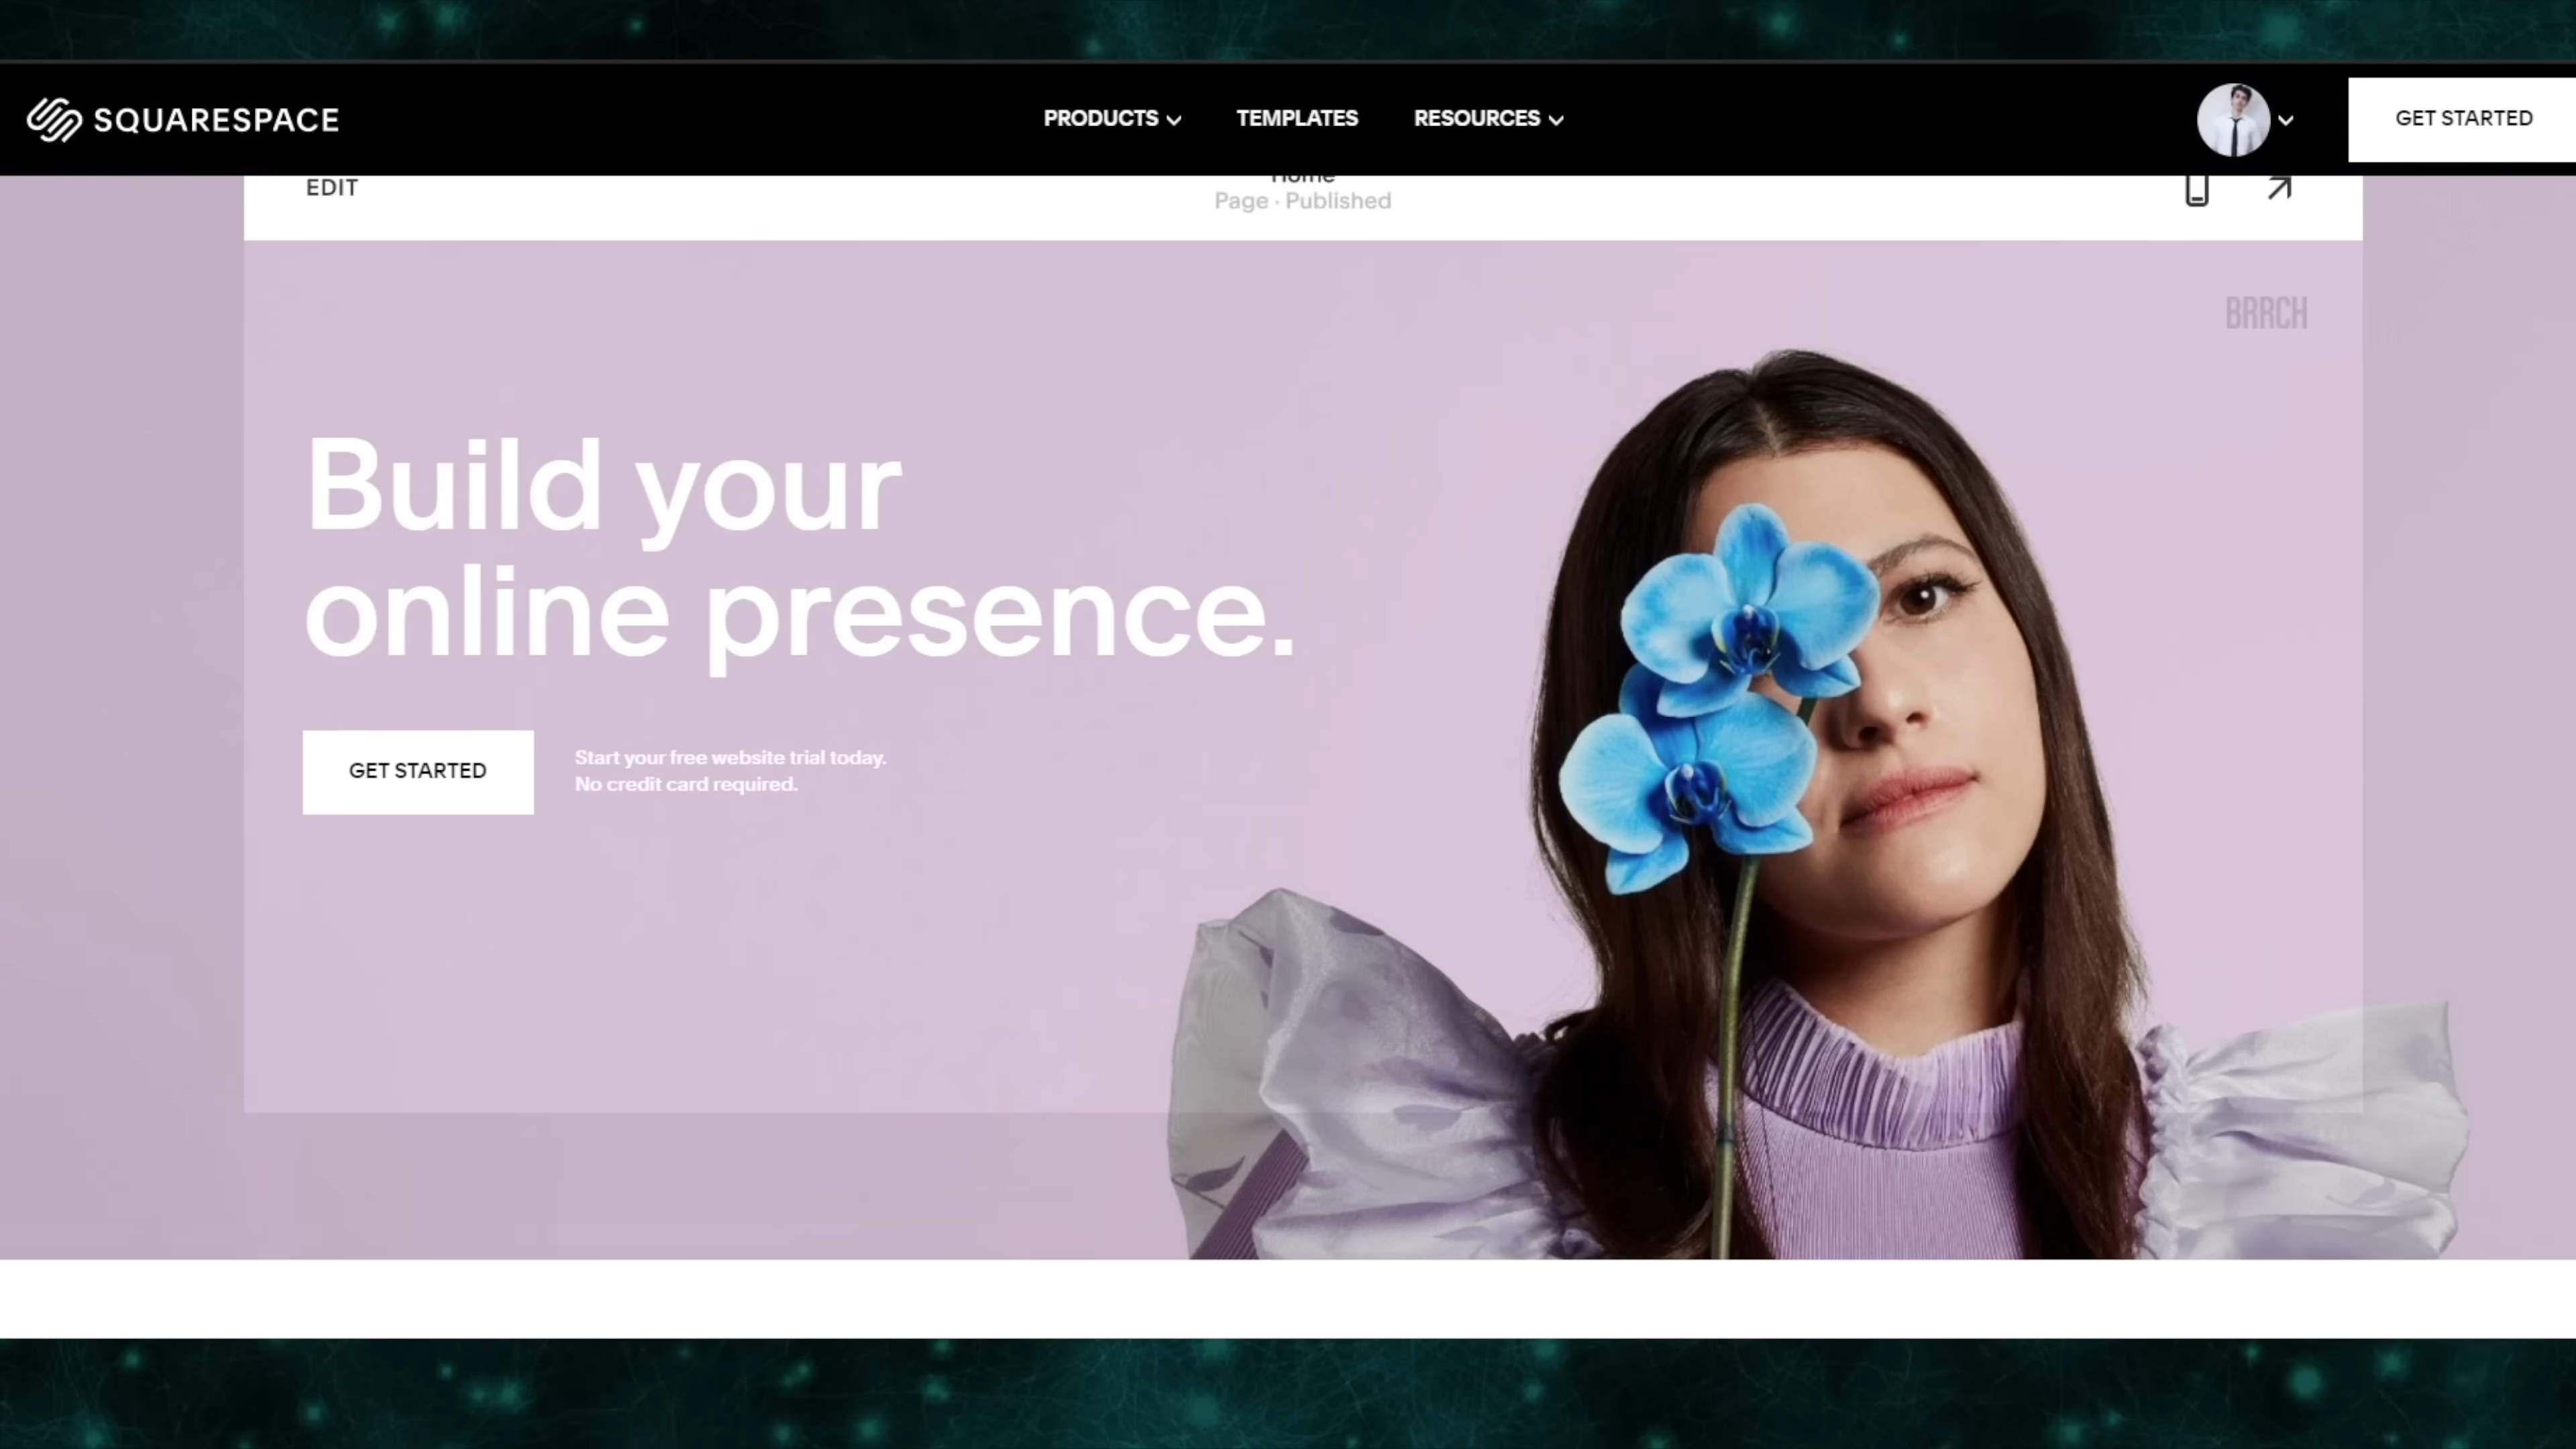 SQUARESPACE
PRODUCTS
TEMPLATES
RESOURCES
GET STARTED
EDIT
Home
Page · Published
BRRCH
Build your
online presence.
GET STARTED
Start your free website trial today.
No credit card required.